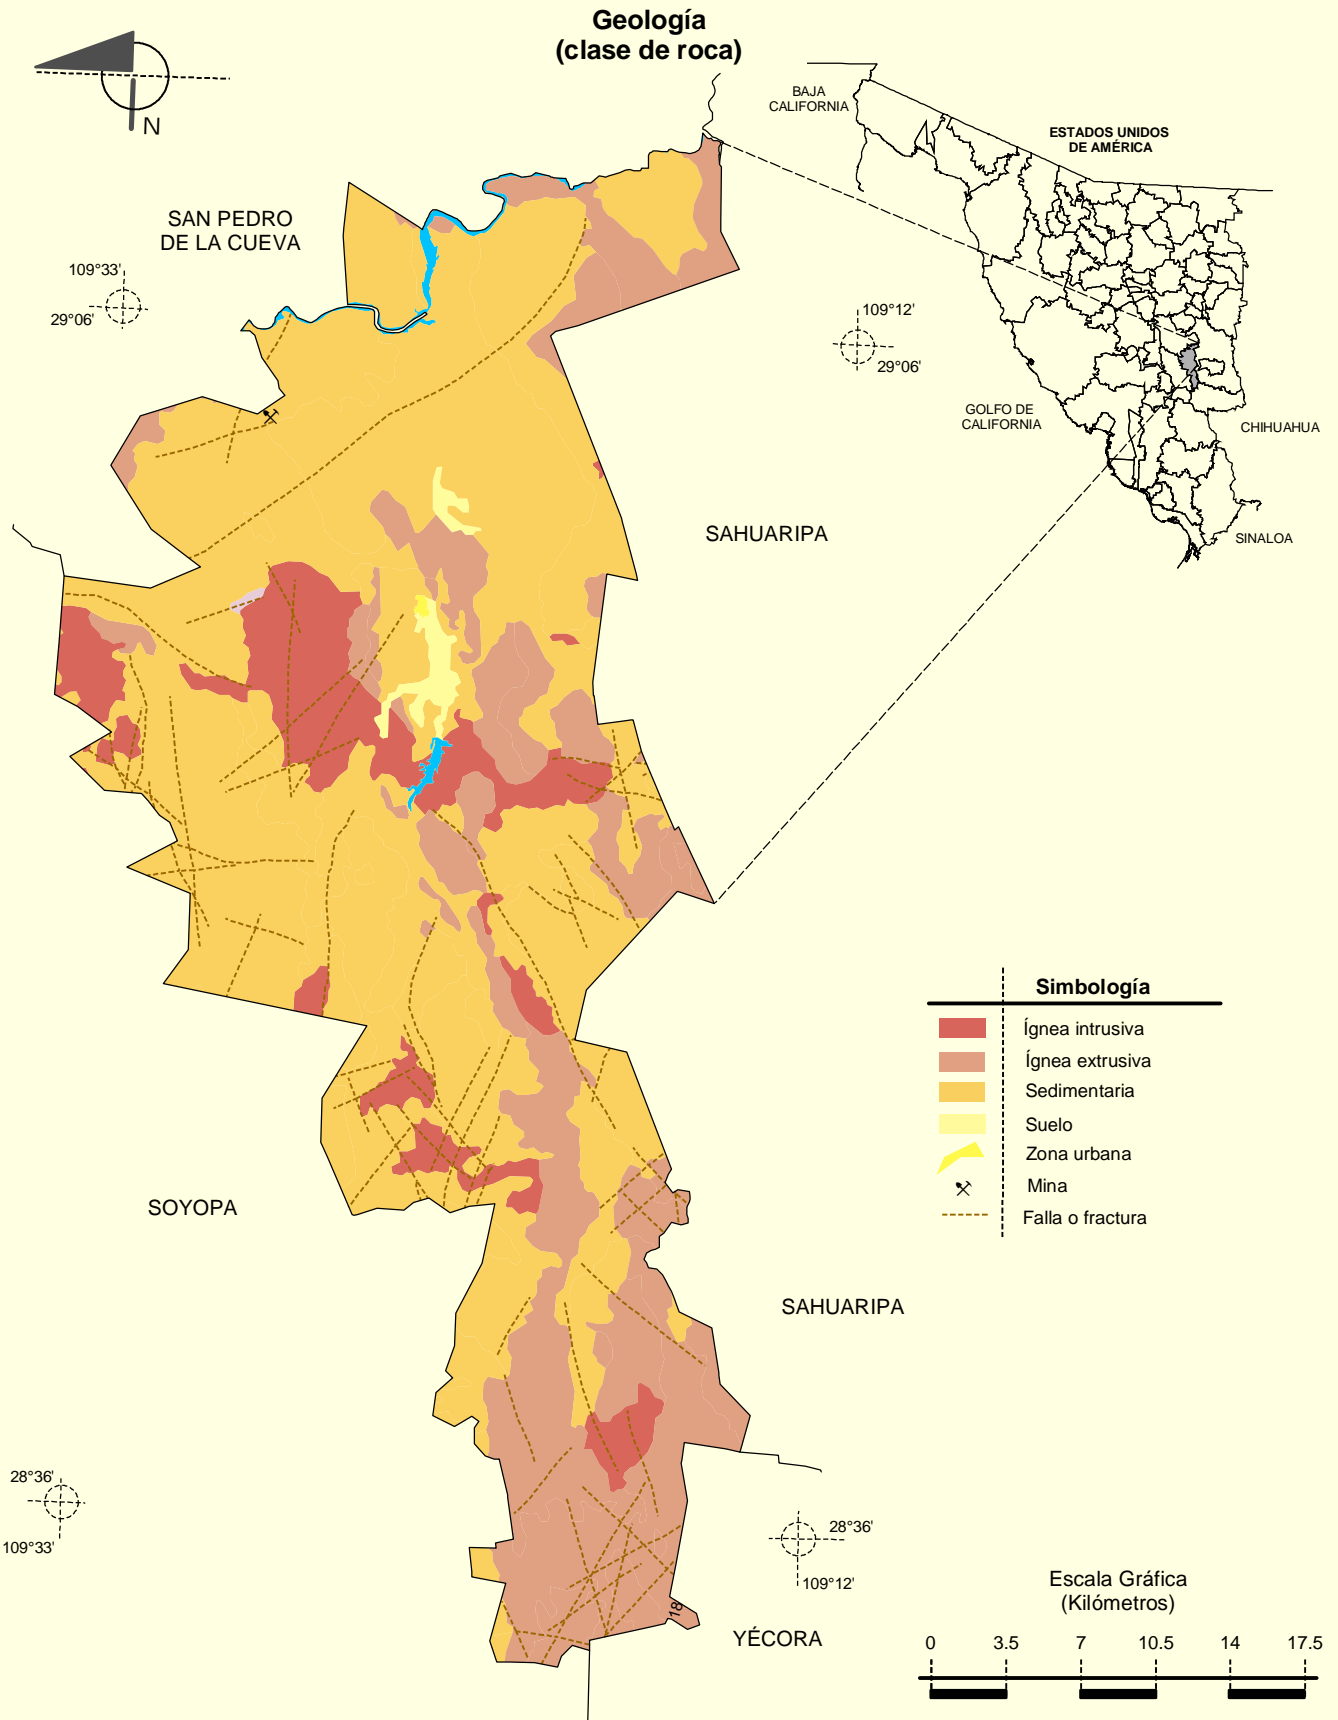 Geología
(clase de roca)
N
BAJA
CALIFORNIA
ESTADOS UNIDOS
DE AMÉRICA
SAN PEDRO
DE LA CUEVA
109°33'
29°06'
109°12'
29°06'
GOLFO DE
CALIFORNIA
CHIHUAHUA
SAHUARIPA
SINALOA
Simbología
Ígnea intrusiva
Ígnea extrusiva
Sedimentaria
Suelo
Zona urbana
Mina
Falla o fractura
SOYOPA
SAHUARIPA
28°36'
109°33'
28°36'
109°12'
Escala Gráfica
(Kilómetros)
18
YÉCORA
0 3.5 7 10.5 14 17.5